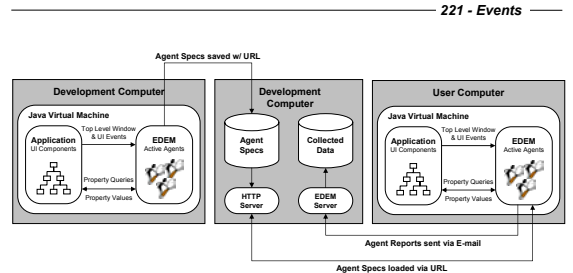 221 - Events
Agent Specs saved w/ URL
Development Computer
Java Virtual Machine
Application
UI Components
Top Level Window
& UI Events
EDEM
Active Agents
Property Queries
Property Values
Development
Computer
Agent
Specs
Collected
Data
HTTP
Server
EDEM
Server
User Computer
Java Virtual Machine
Application
UI Components
Top Level Window
& UI Events
EDEM
Active Agents
Property Queries
Property Values
Agent Reports sent via E-mail
Agent Specs loaded via URL